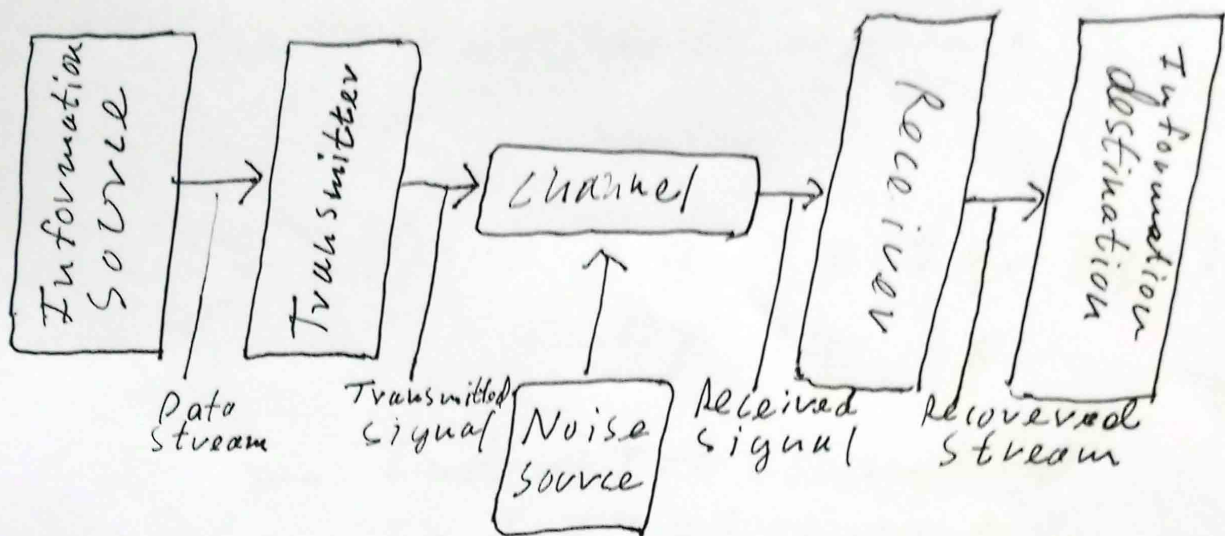 Information
Source
Transmitter
Channel
Receiver
Information
destination
Data
Stream
Transmitted
Signal
Noise
Source
Received
Signal
Recovered
Stream